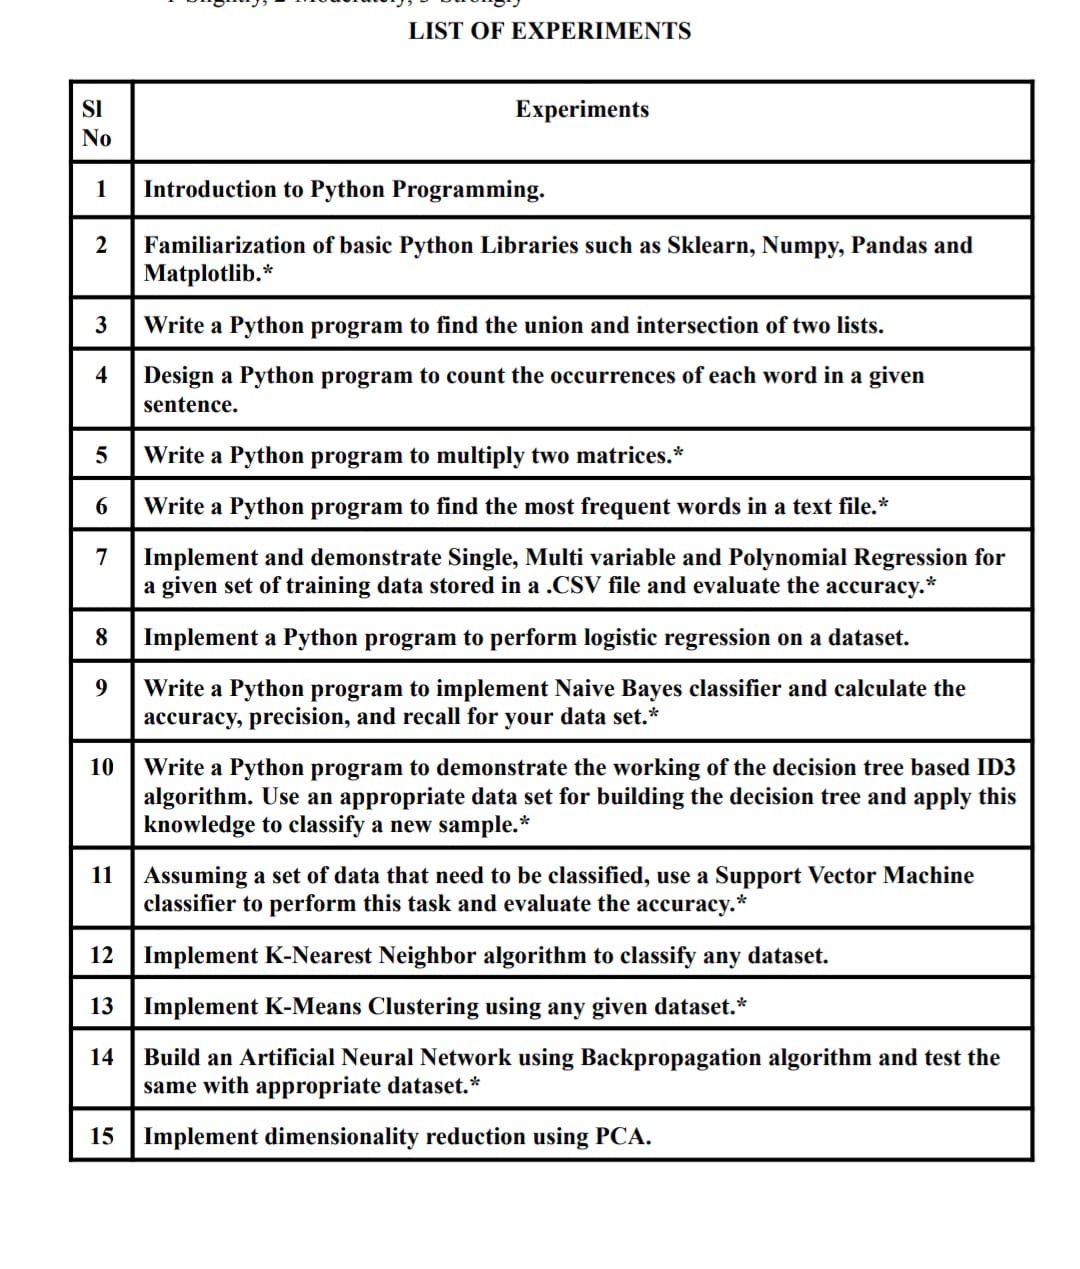 LIST OF EXPERIMENTS
Sl
No
Experiments
1 Introduction to Python Programming.
2 Familiarization of basic Python Libraries such as Sklearn, Numpy, Pandas and
Matplotlib.*
3 Write a Python program to find the union and intersection of two lists.
4 Design a Python program to count the occurrences of each word in a given
sentence.
5 Write a Python program to multiply two matrices.*
6 Write a Python program to find the most frequent words in a text file.*
7 Implement and demonstrate Single, Multi variable and Polynomial Regression for
a given set of training data stored in a .CSV file and evaluate the accuracy.*
8 Implement a Python program to perform logistic regression on a dataset.
9 Write a Python program to implement Naive Bayes classifier and calculate the
accuracy, precision, and recall for your data set.*
10 Write a Python program to demonstrate the working of the decision tree based ID3
algorithm. Use an appropriate data set for building the decision tree and apply this
knowledge to classify a new sample.*
11 Assuming a set of data that need to be classified, use a Support Vector Machine
classifier to perform this task and evaluate the accuracy.*
12 Implement K-Nearest Neighbor algorithm to classify any dataset.
13 Implement K-Means Clustering using any given dataset.*
14 Build an Artificial Neural Network using Backpropagation algorithm and test the
same with appropriate dataset.*
15 Implement dimensionality reduction using PCA.